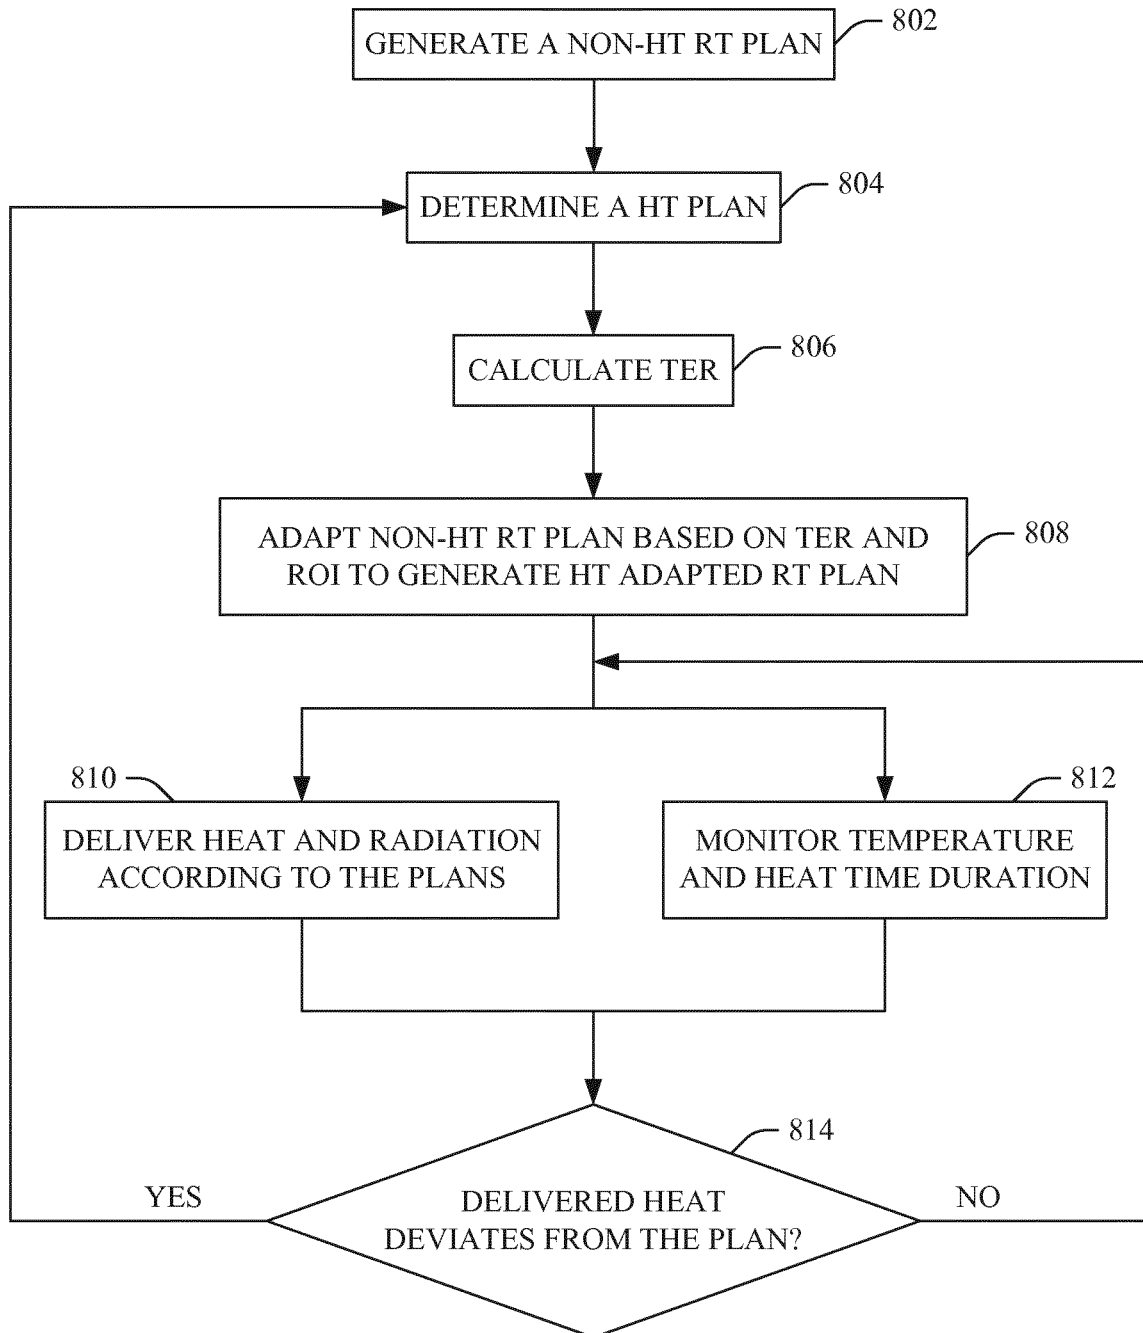 GENERATE A NON-HT RT PLAN
802
DETERMINE A HT PLAN
804
CALCULATE TER
806
ADAPT NON-HT RT PLAN BASED ON TER AND
ROI TO GENERATE HT ADAPTED RT PLAN
808
810
DELIVER HEAT AND RADIATION
ACCORDING TO THE PLANS
812
MONITOR TEMPERATURE
AND HEAT TIME DURATION
814
YES
DELIVERED HEAT
DEVIATES FROM THE PLAN?
NO